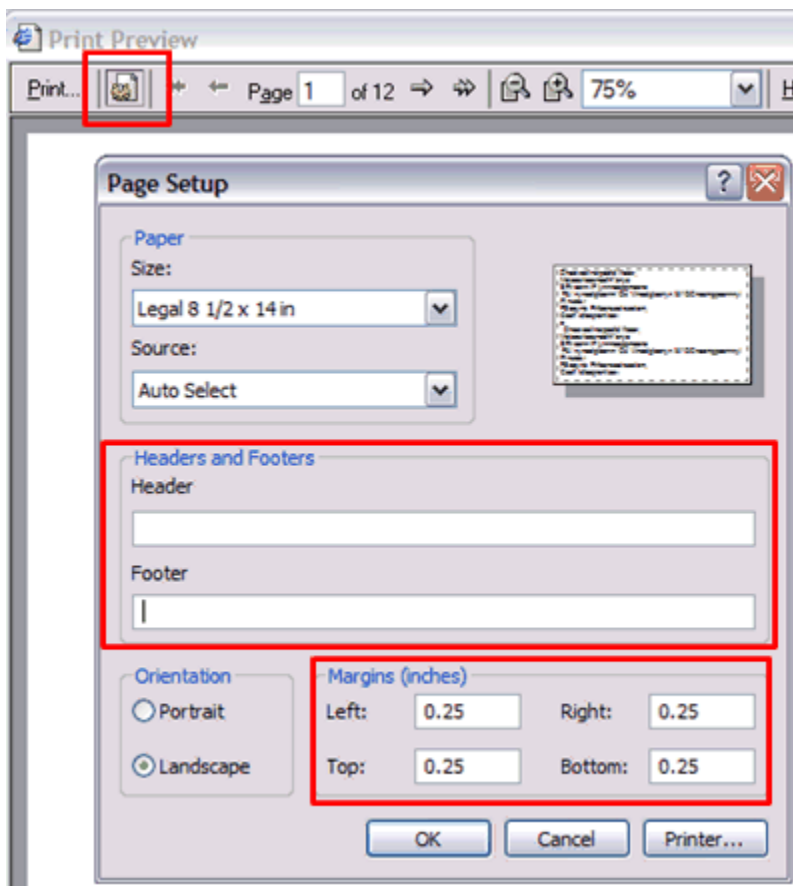 Print Preview
Print... Page 1 of 12 75% H
Page Setup ?
Paper
Size:
Legal 8 1/2 x 14 in
Source:
Auto Select
Headers and Footers
Header
Footer
Orientation
Portrait
Landscape
Margins (inches)
Left: 0.25 Right: 0.25
Top: 0.25 Bottom: 0.25
OK Cancel Printer...